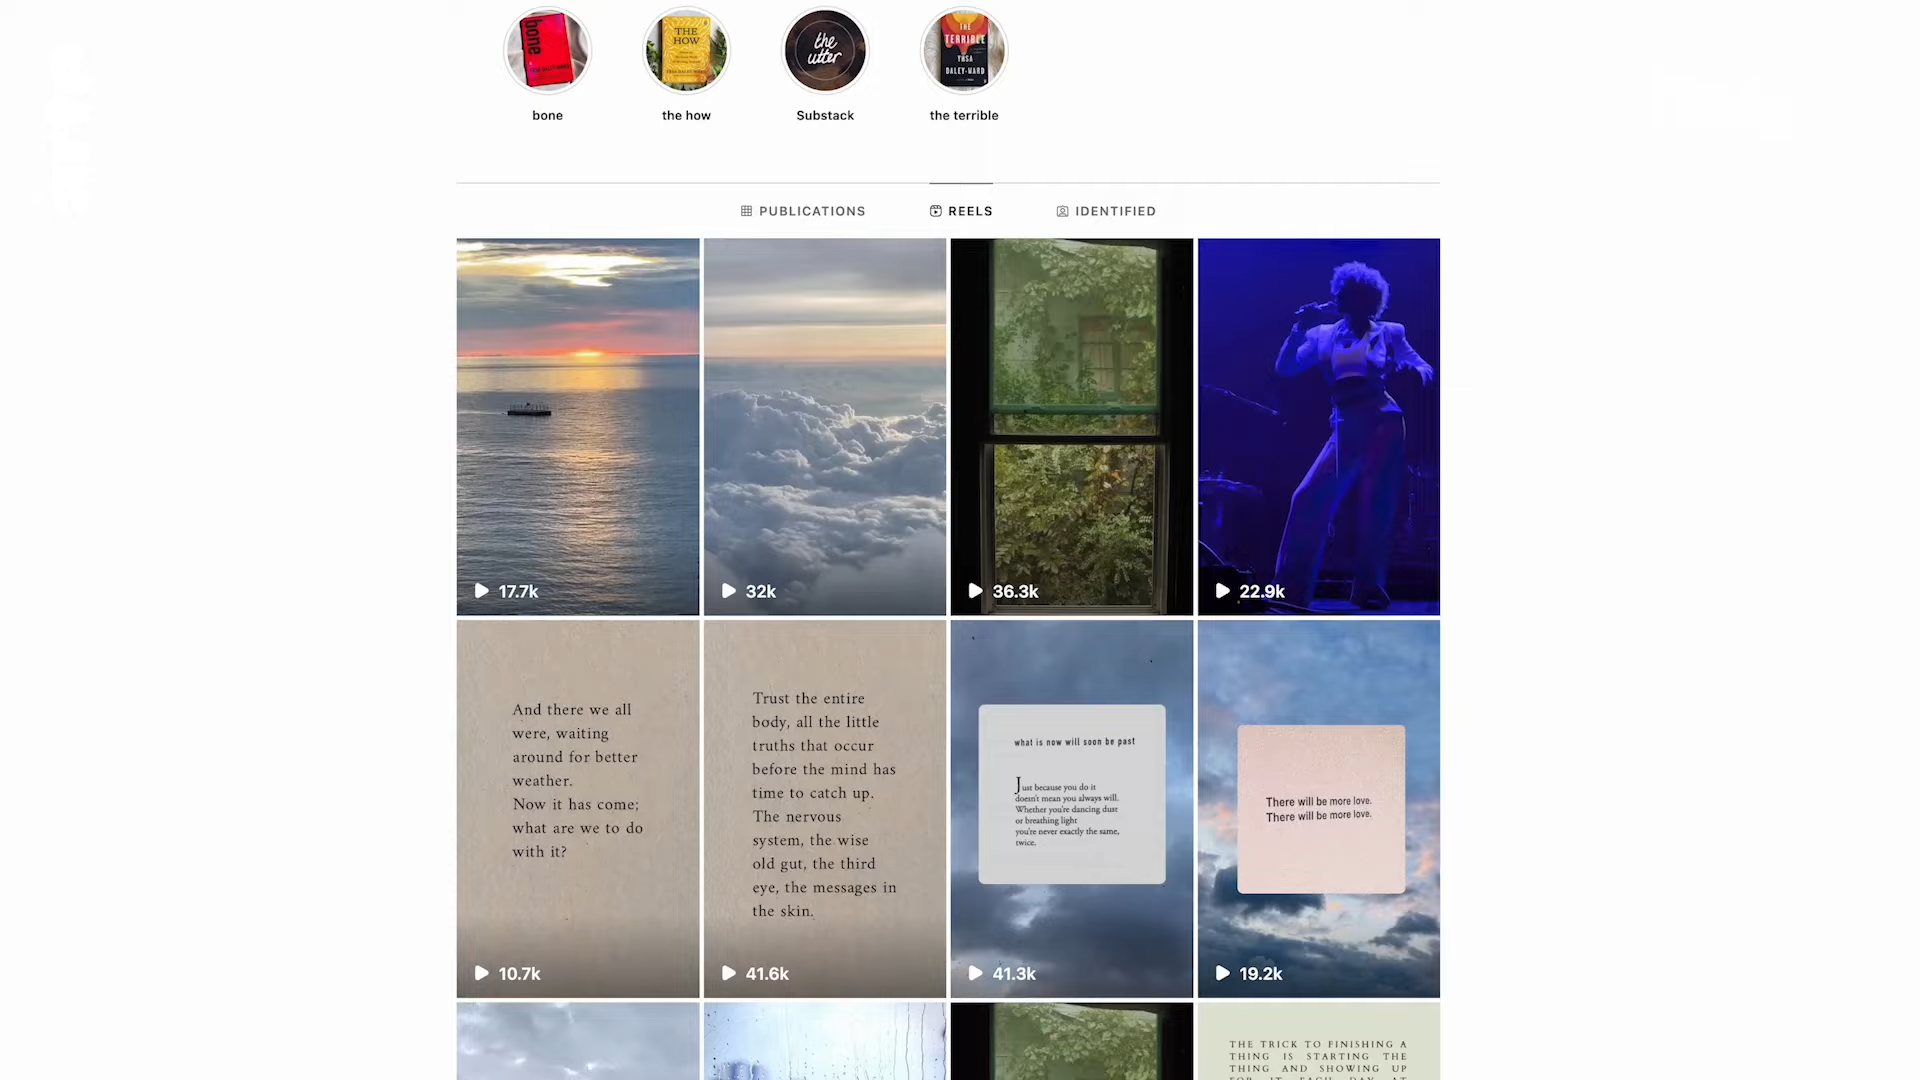 bone
THE
HOW
the
utter
THE
TERRIBLE
YRSA
DALEY-WARD
bone
the how
Substack
the terrible
PUBLICATIONS
REELS
IDENTIFIED
17.7k
32k
36.3k
22.9k
And there we all
were, waiting
around for better
weather.
Now it has come;
what are we to do
with it?
10.7k
Trust the entire
body, all the little
truths that occur
before the mind has
time to catch up.
The nervous
system, the wise
old gut, the third
eye, the messages in
the skin.
41.6k
what is now will soon be past
Just because you do it
doesn't mean you always will.
Whether you're dancing dust
or breathing light
you're never exactly the same,
twice.
41.3k
There will be more love.
There will be more love.
19.2k
THE TRICK TO FINISHING A
THING IS STARTING THE
THING AND SHOWING UP
FOR IT EACH DAY AT